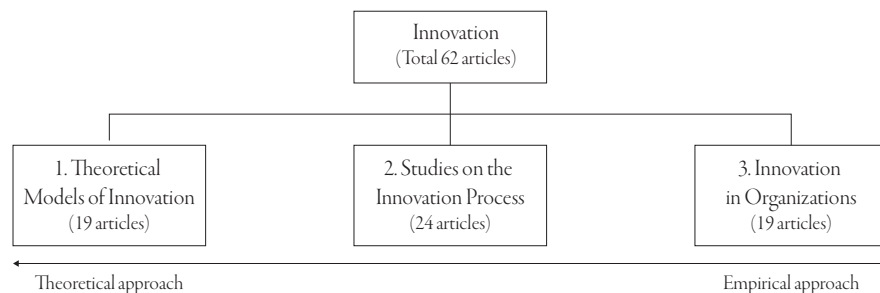 Innovation
(Total 62 articles)
1. Theoretical
Models of Innovation
(19 articles)
2. Studies on the
Innovation Process
(24 articles)
3. Innovation
in Organizations
(19 articles)
Theoretical approach
Empirical approach